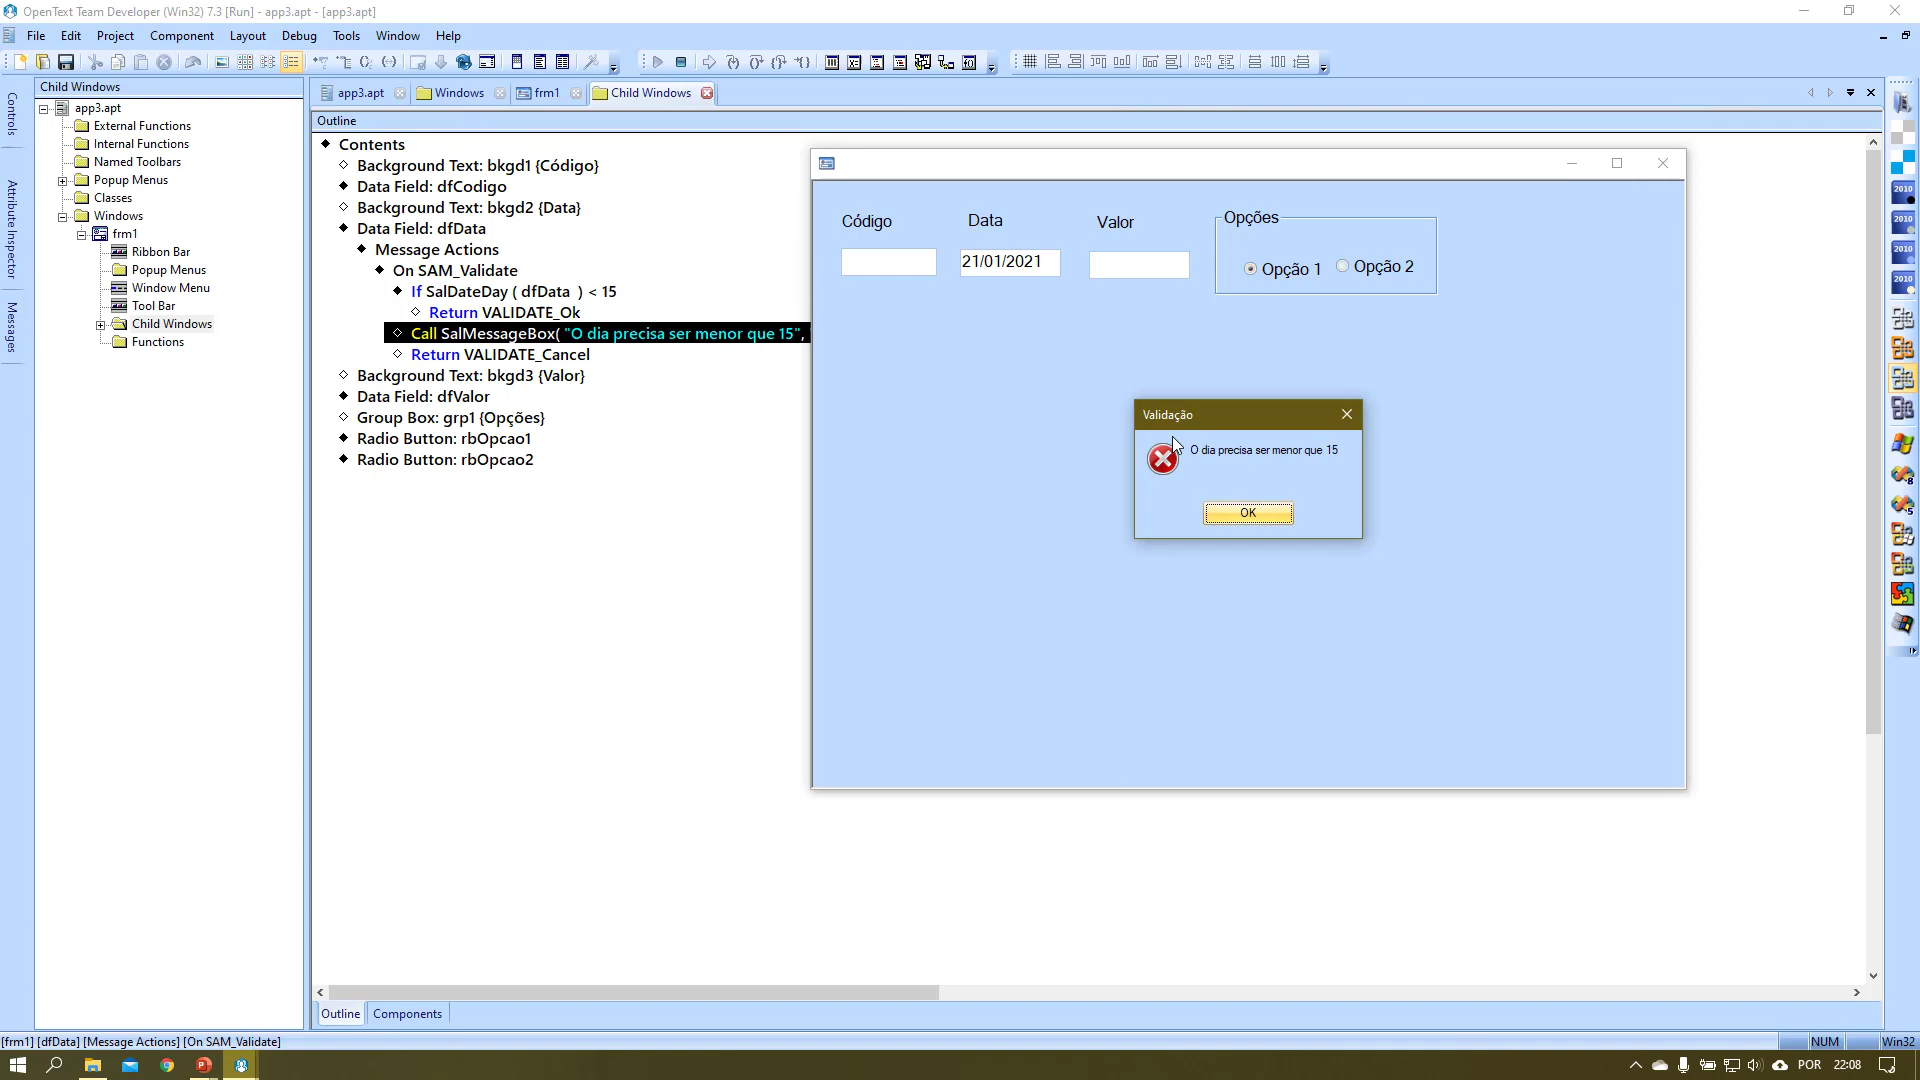 OpenText Team Developer (Win32) 7.3 [Run] - app3.apt - [app3.apt]
File Edit Project Component Layout Debug Tools Window Help
Controls
Attribute Inspector
Messages
Child Windows
app3.apt
External Functions
Internal Functions
Named Toolbars
Popup Menus
Classes
Windows
frm1
Ribbon Bar
Popup Menus
Window Menu
Tool Bar
Child Windows
Functions
app3.apt Windows frm1 Child Windows
Outline
Contents
Background Text: bkgd1 {Código}
Data Field: dfCodigo
Background Text: bkgd2 {Data}
Data Field: dfData
Message Actions
On SAM_Validate
If SalDateDay ( dfData ) < 15
Return VALIDATE_Ok
Call SalMessageBox( "O dia precisa ser menor que 15",
Return VALIDATE_Cancel
Background Text: bkgd3 {Valor}
Data Field: dfValor
Group Box: grp1 {Opções}
Radio Button: rbOpcao1
Radio Button: rbOpcao2
Código Data Valor Opções
21/01/2021
Opção 1 Opção 2
Validação
O dia precisa ser menor que 15
OK
2010
2010
2010
2010
Outline Components
[frm1] [dfData] [Message Actions] [On SAM_Validate]
NUM Win32
POR 22:08